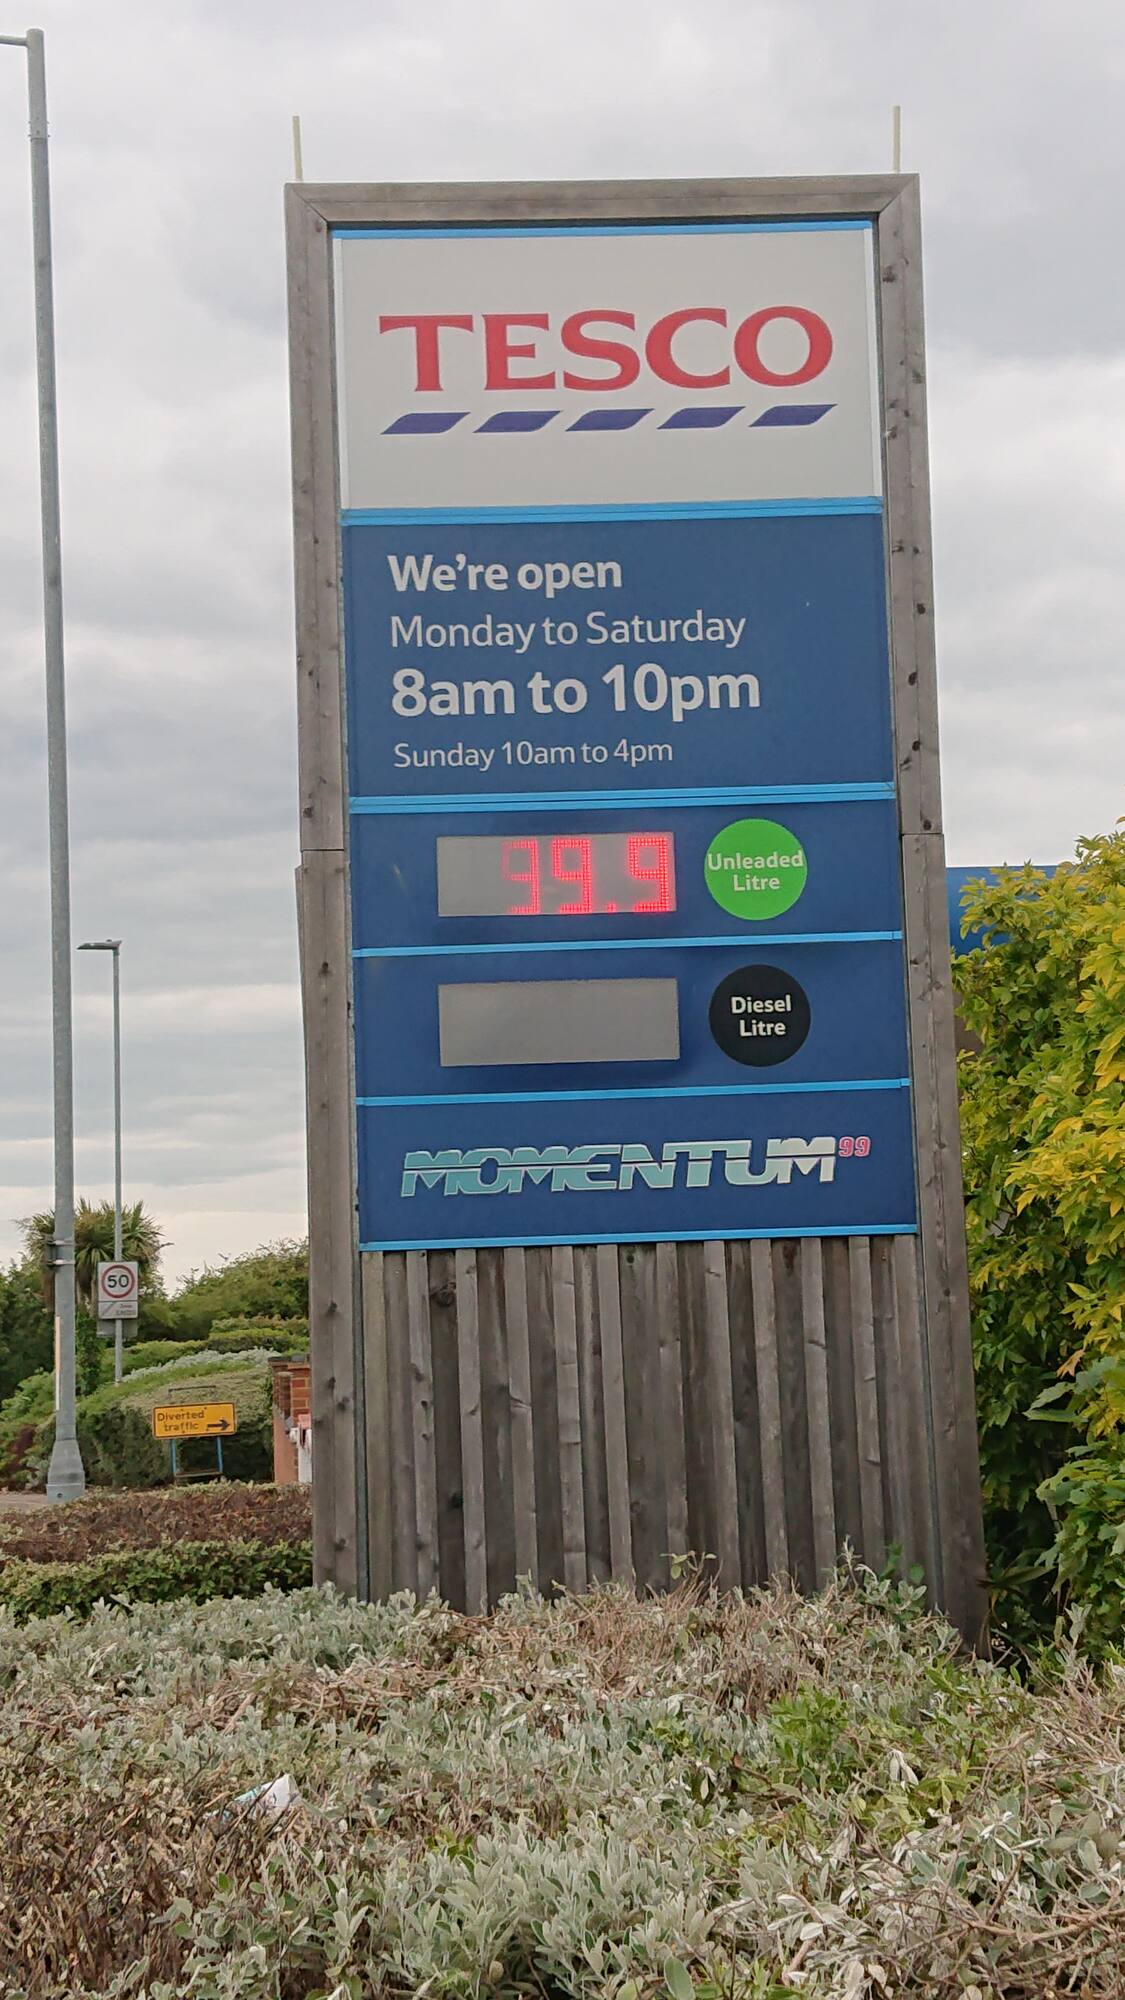 TESCO
We're open
Monday to Saturday
8am to 10pm
Sunday 10am to 4pm
99.9
Unleaded
Litre
Diesel
Litre
MOMENTUM99
50
Diverted
traffic